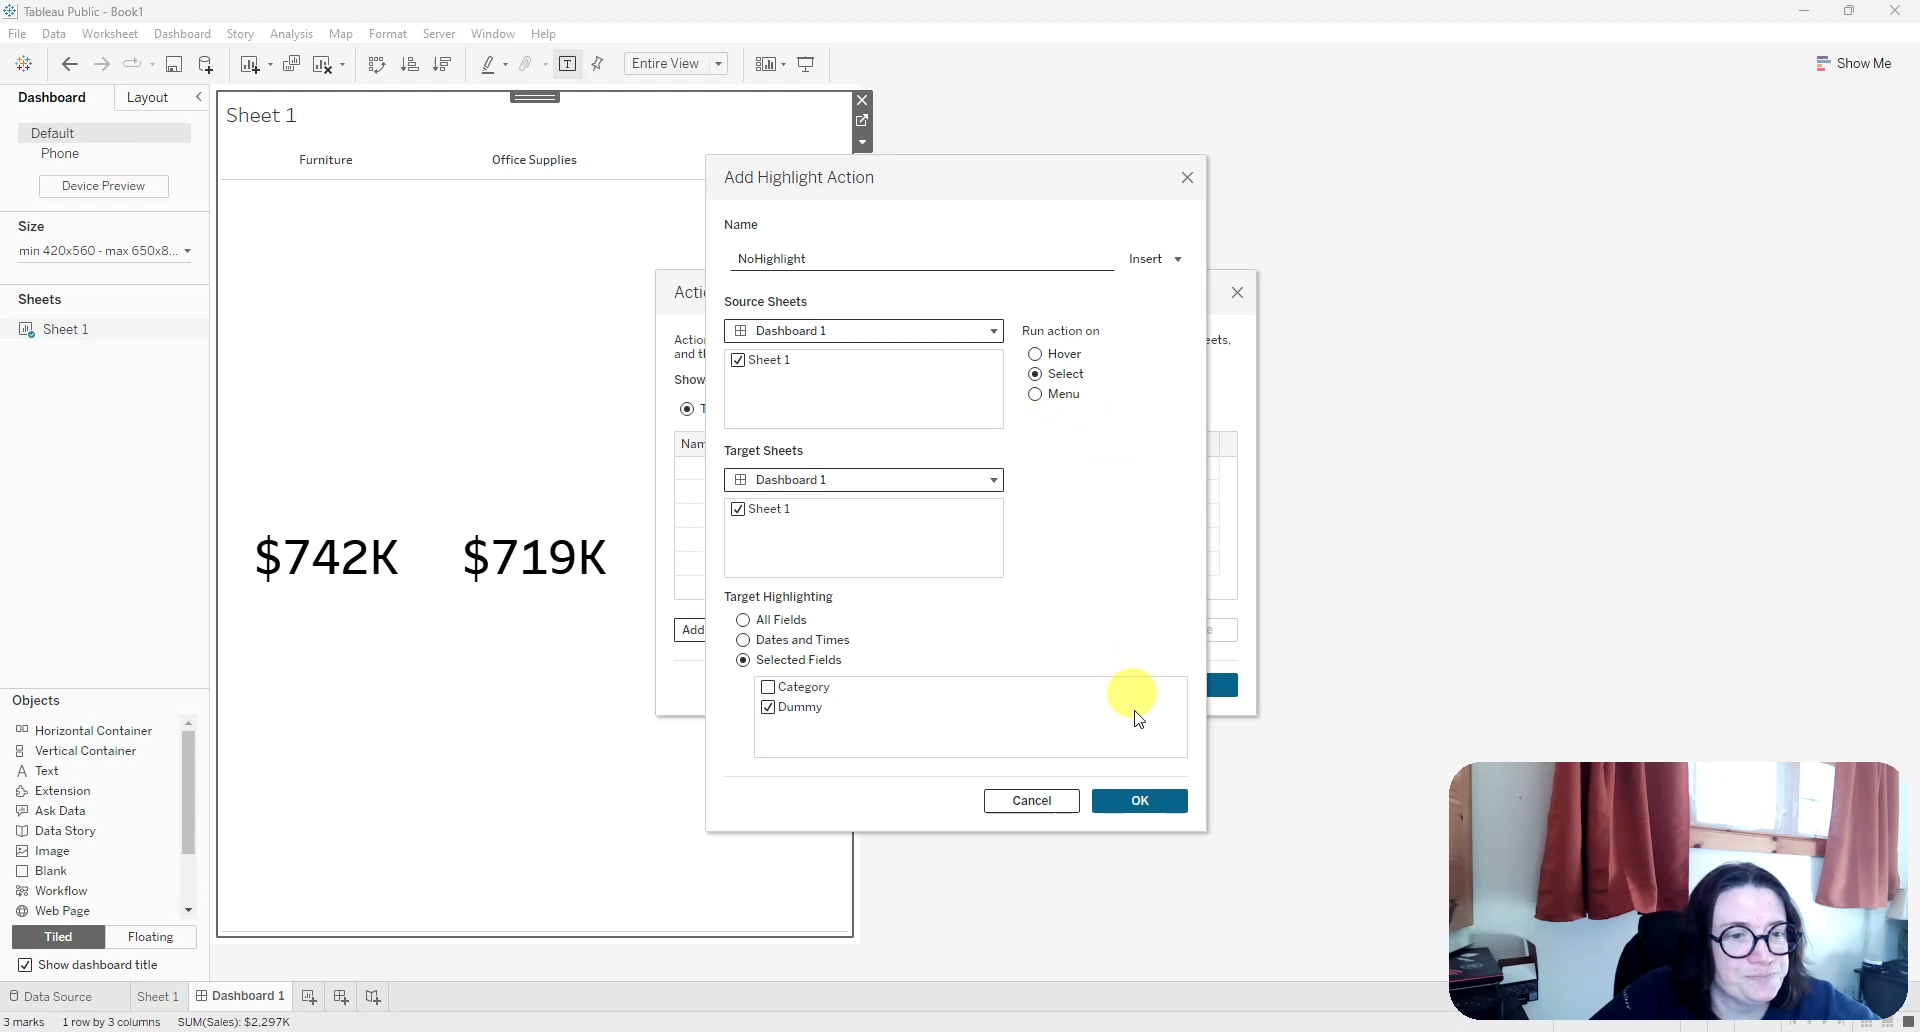 Tableau Public - Book1
File Data Worksheet Dashboard Story Analysis Map Format Server Window Help
Entire View
Show Me
Dashboard Layout
Default
Phone
Device Preview
Size
min 420x560 - max 650x8...
Sheets
Sheet 1
Objects
Horizontal Container
Vertical Container
Text
Extension
Ask Data
Data Story
Image
Blank
Workflow
Web Page
Tiled Floating
Show dashboard title
Sheet 1
Furniture Office Supplies
$742K $719K
Add Highlight Action
Name
NoHighlight Insert
Source Sheets
Dashboard 1
Sheet 1
Run action on
Hover
Select
Menu
Target Sheets
Dashboard 1
Sheet 1
Target Highlighting
All Fields
Dates and Times
Selected Fields
Category
Dummy
Cancel OK
Add
Data Source Sheet 1 Dashboard 1
3 marks 1 row by 3 columns SUM(Sales): $2,297K